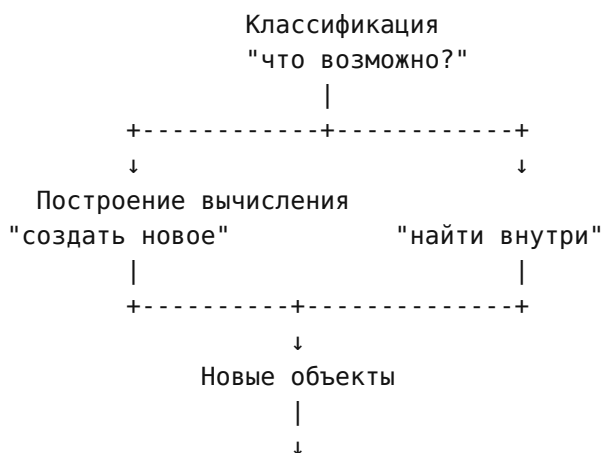 Классификация
"что возможно?"
|
+------------+------------+
↓ ↓
Построение вычисления
"создать новое" "найти внутри"
| |
+----------+--------------+
↓
Новые объекты
|
↓